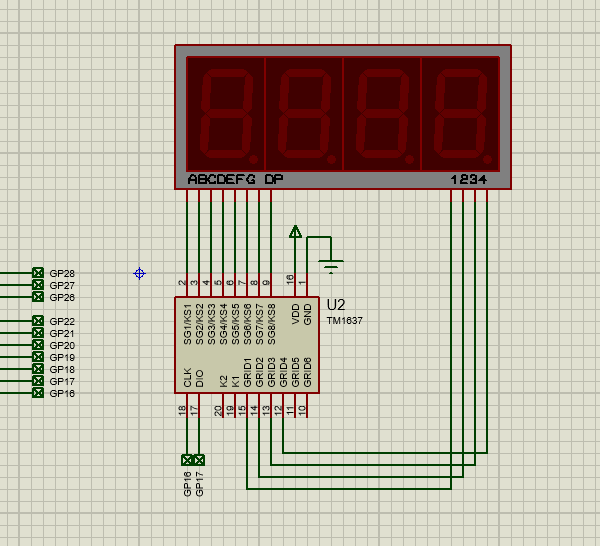 ABCDEFG DP
1234
2
3
4
5
6
7
8
9
16
1
GP28
GP27
GP26
GP22
GP21
GP20
GP19
GP18
GP17
GP16
SG1/KS1
SG2/KS2
SG3/KS3
SG4/KS4
SG5/KS5
SG6/KS6
SG7/KS7
SG8/KS8
VDD
GND
U2
TM1637
CLK
DIO
K2
K1
GRID1
GRID2
GRID3
GRID4
GRID5
GRID6
18
17
20
19
15
14
13
12
11
10
GP16
GP17